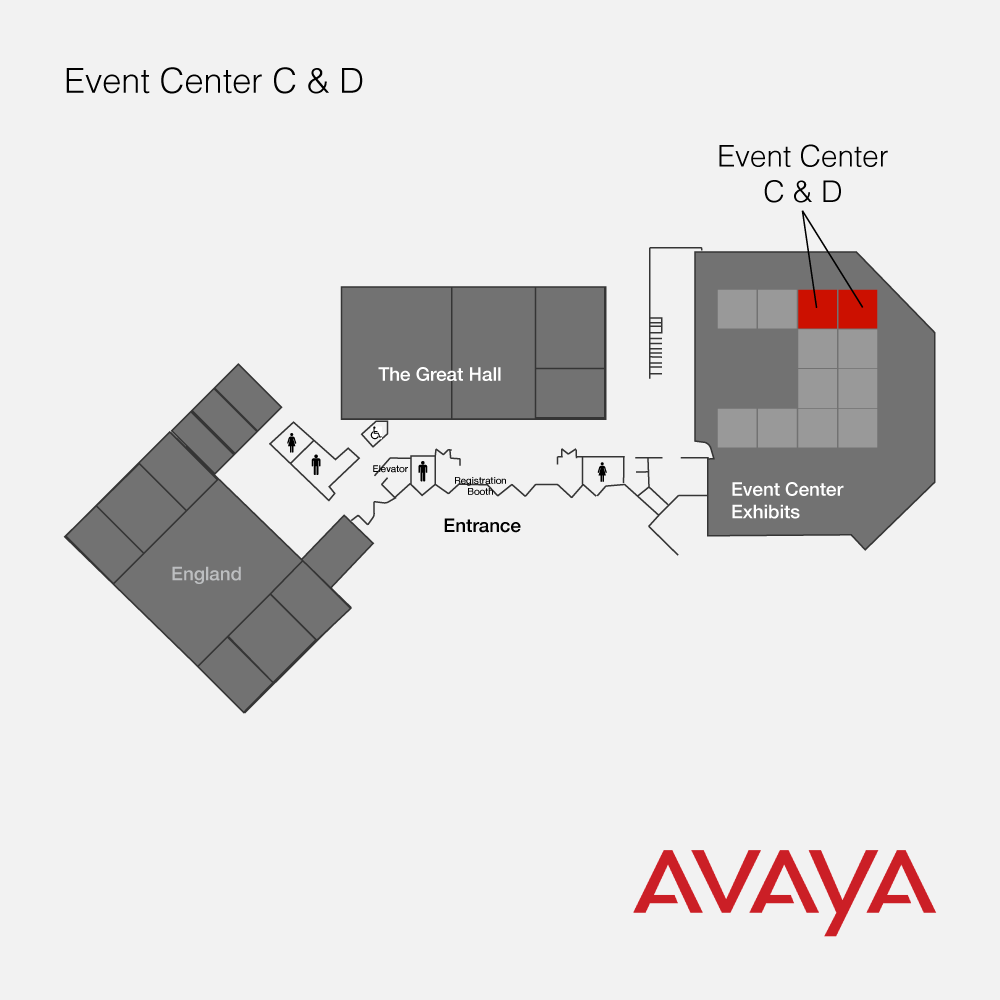 Event Center C & D
Event Center
C & D
The Great Hall
Elevator
Registration
Booth
Entrance
Event Center
Exhibits
England
AVAYA